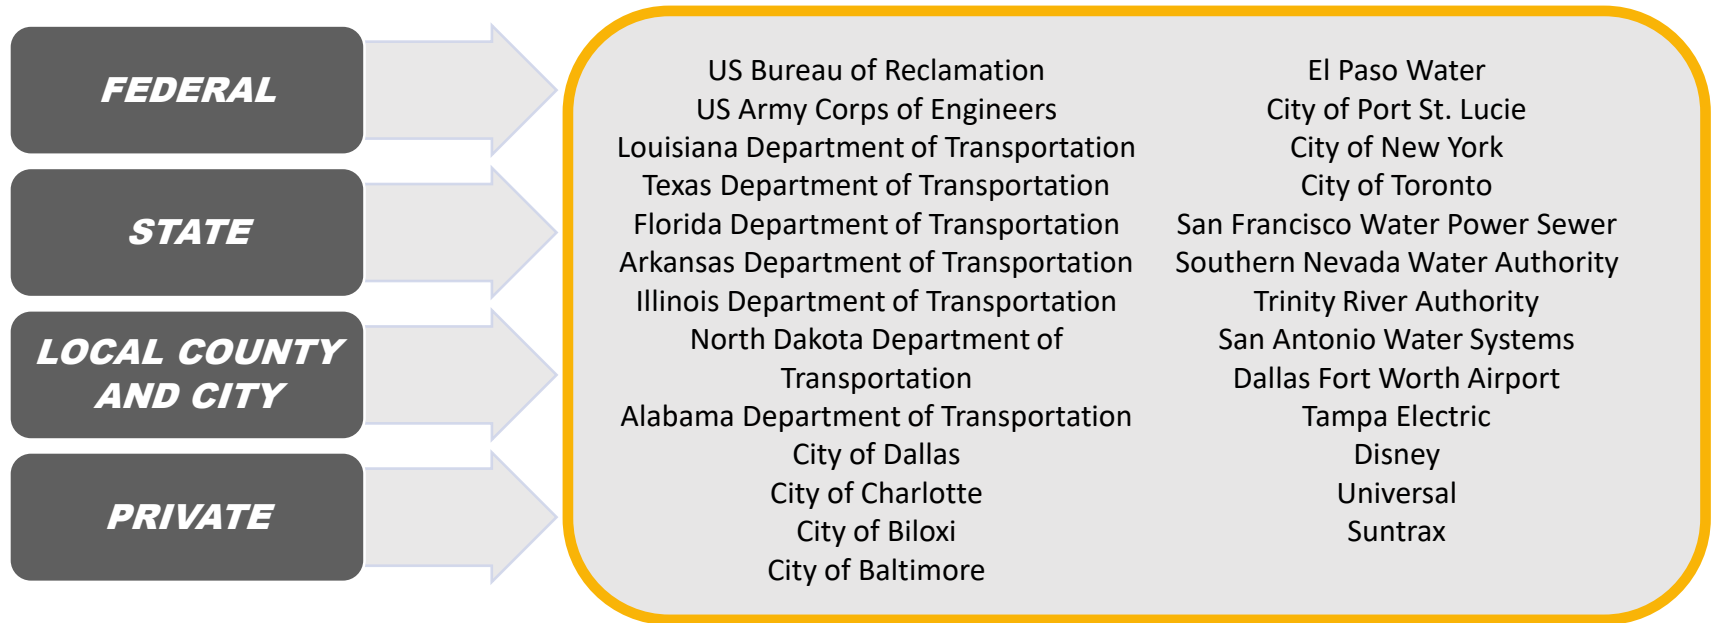 FEDERAL
STATE
LOCAL COUNTY
AND CITY
PRIVATE
US Bureau of Reclamation
US Army Corps of Engineers
Louisiana Department of Transportation
Texas Department of Transportation
Florida Department of Transportation
Arkansas Department of Transportation
Illinois Department of Transportation
North Dakota Department of
Transportation
Alabama Department of Transportation
City of Dallas
City of Charlotte
City of Biloxi
City of Baltimore
El Paso Water
City of Port St. Lucie
City of New York
City of Toronto
San Francisco Water Power Sewer
Southern Nevada Water Authority
Trinity River Authority
San Antonio Water Systems
Dallas Fort Worth Airport
Tampa Electric
Disney
Universal
Suntrax